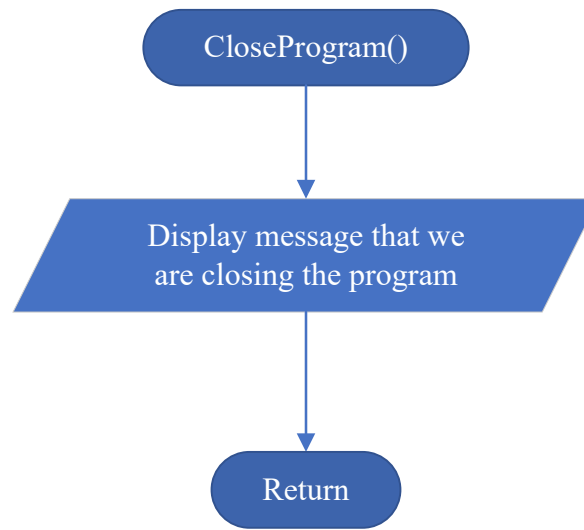 CloseProgram()
Display message that we
are closing the program
Return